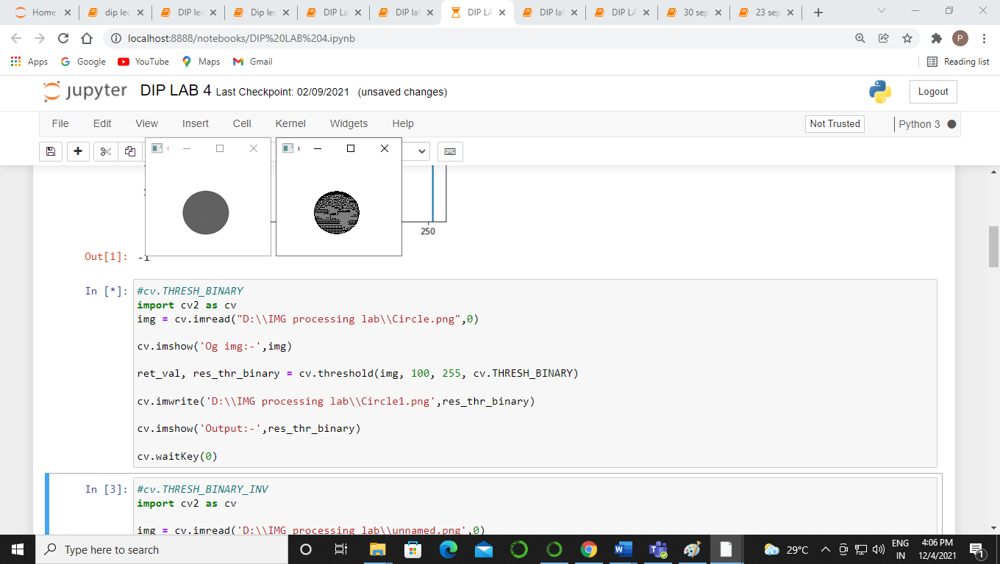 Home
dip lec
DIP lec
Dip lec
DIP La
DIP lal
DIP LA
DIP lal
DIP LA
30 sep
23 sep
localhost:8888/notebooks/DIP%20LAB%204.ipynb
P
Apps
Google
YouTube
Maps
Gmail
Reading list
jupyter
DIP LAB 4 Last Checkpoint: 02/09/2021 (unsaved changes)
Logout
File Edit View Insert Cell Kernel Widgets Help
Not Trusted
Python 3
250
Out[1]: -1
In [*]: #cv.THRESH_BINARY
import cv2 as cv
img = cv.imread("D:\\IMG processing lab\\Circle.png",0)
cv.imshow('Og img:-',img)
ret_val, res_thr_binary = cv.threshold(img, 100, 255, cv.THRESH_BINARY)
cv.imwrite('D:\\IMG processing lab\\Circle1.png',res_thr_binary)
cv.imshow('Output:-',res_thr_binary)
cv.waitKey(0)
In [3]: #cv.THRESH_BINARY_INV
import cv2 as cv
img = cv.imread('D:\\IMG processing lab\\unnamed.png',0)
Type here to search
29°C
ENG
IN
4:06 PM
12/4/2021
1